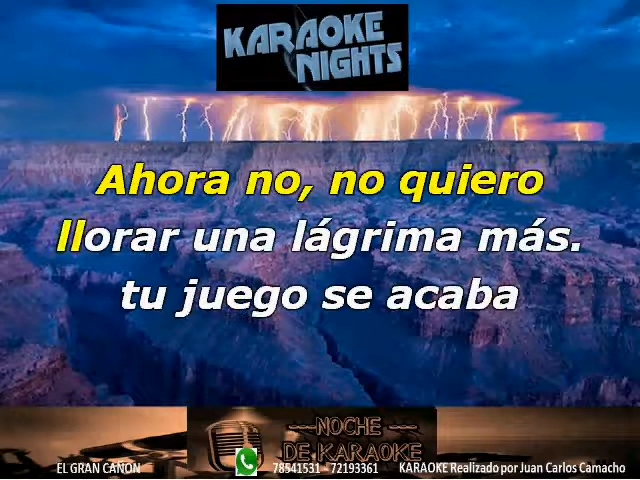 KARAOKE
NIGHTS
Ahora no, no quiero
llorar una lágrima más.
tu juego se acaba
NOCHE
DE KARAOKE
EL GRAN CAÑON 78541531 - 72193361 KARAOKE Realizado por Juan Carlos Camacho